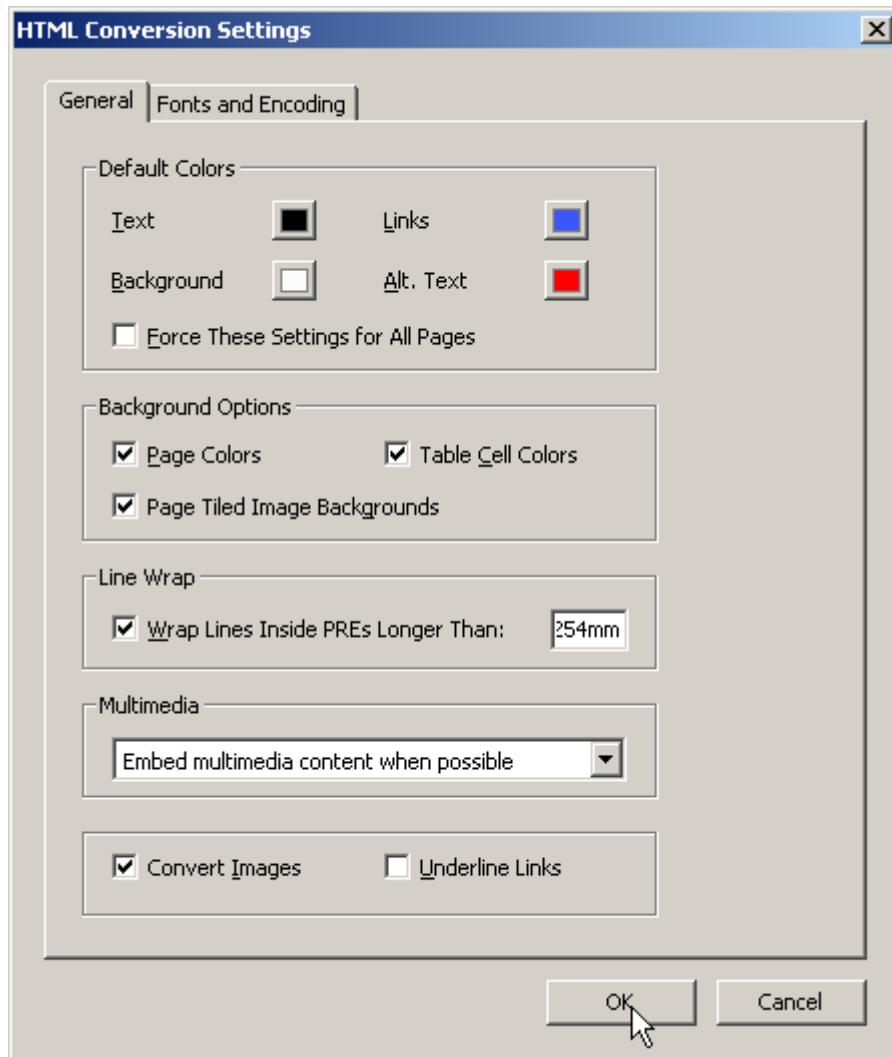 HTML Conversion Settings
General Fonts and Encoding
Default Colors
Text Links
Background Alt. Text
Force These Settings for All Pages
Background Options
Page Colors Table Cell Colors
Page Tiled Image Backgrounds
Line Wrap
Wrap Lines Inside PREs Longer Than: 254mm
Multimedia
Embed multimedia content when possible
Convert Images Underline Links
OK Cancel